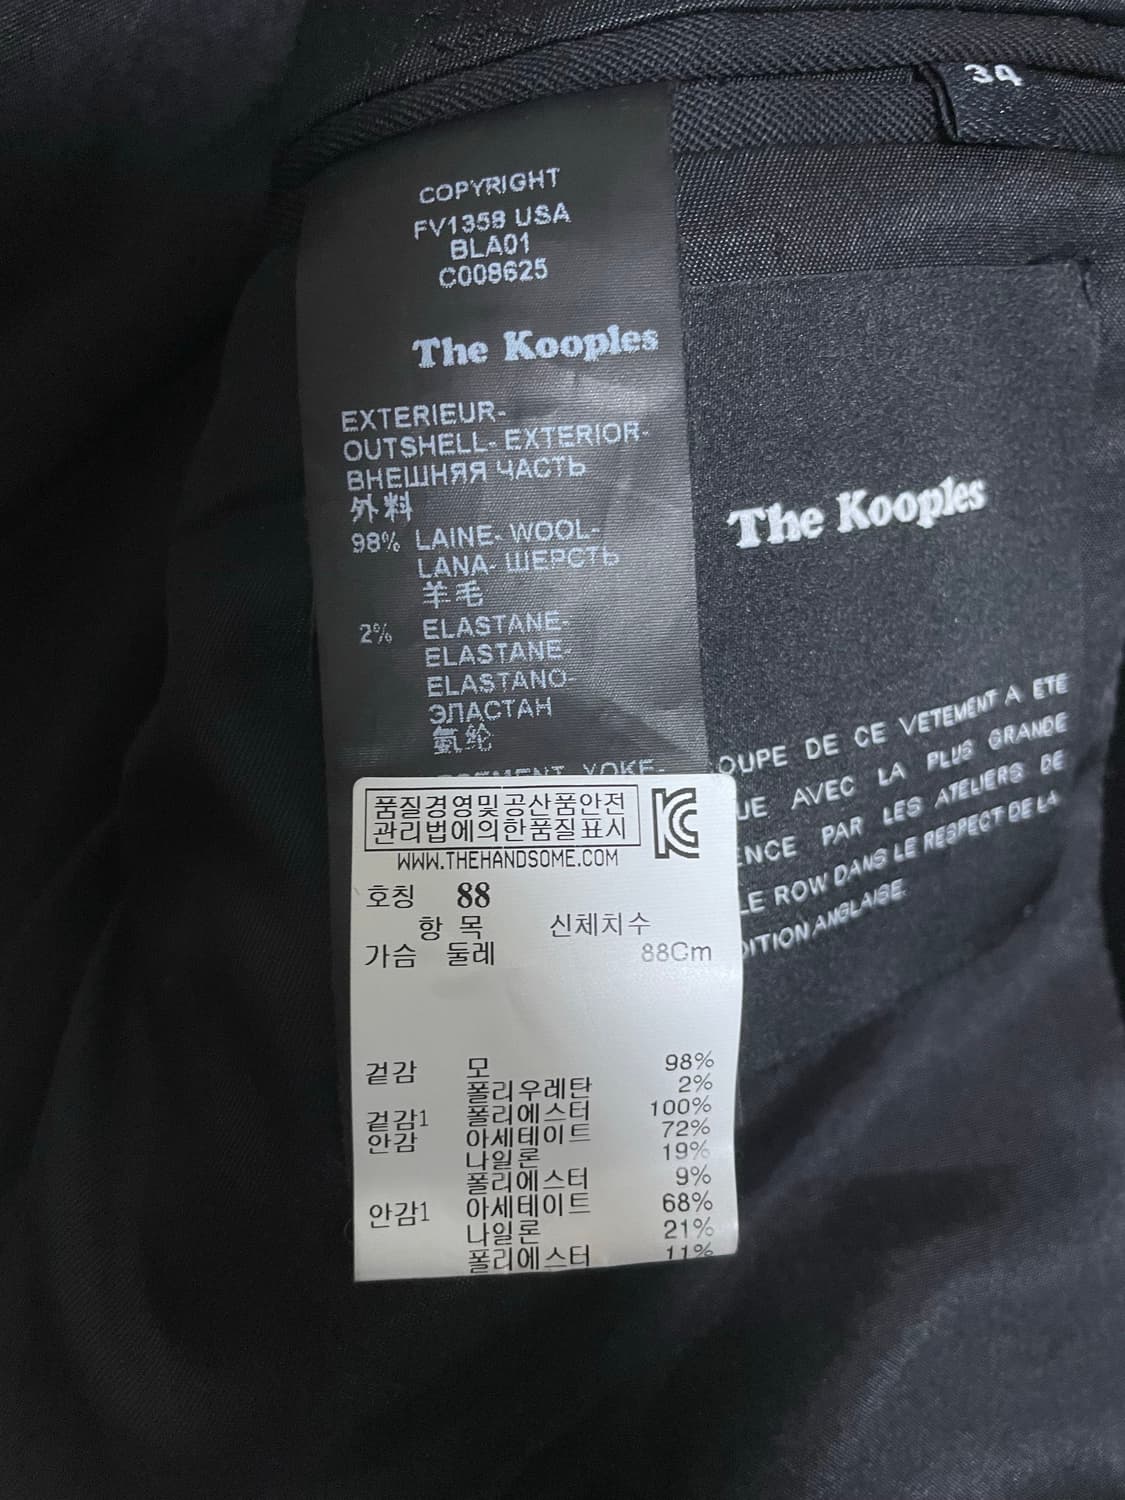 34
COPYRIGHT
FV1358 USA
BLA01
C008625
The Kooples
EXTERIEUR-
OUTSHELL- EXTERIOR-
ВНЕШНЯЯ ЧАСТЬ
外料
98% LAINE- WOOL-
LANA- ШЕРСТЬ
羊毛
2% ELASTANE-
ELASTANE-
ELASTANO-
ЭЛАСТАН
氨纶
YOKE-
The Kooples
OUPE DE CE VETEMENT A ETE
UE AVEC LA PLUS GRANDE
ENCE PAR LES ATELIERS DE
LE ROW DANS LE RESPECT DE LA
DITION ANGLAISE.
품질경영및공산품안전
관리법에의한품질표시
WWW.THEHANDSOME.COM
호칭 88
항 목 신체치수
가슴 둘레 88Cm
겉감 모 98%
폴리우레탄 2%
겉감1 폴리에스터 100%
안감 아세테이트 72%
나일론 19%
폴리에스터 9%
안감1 아세테이트 68%
나일론 21%
폴리에스터 11%